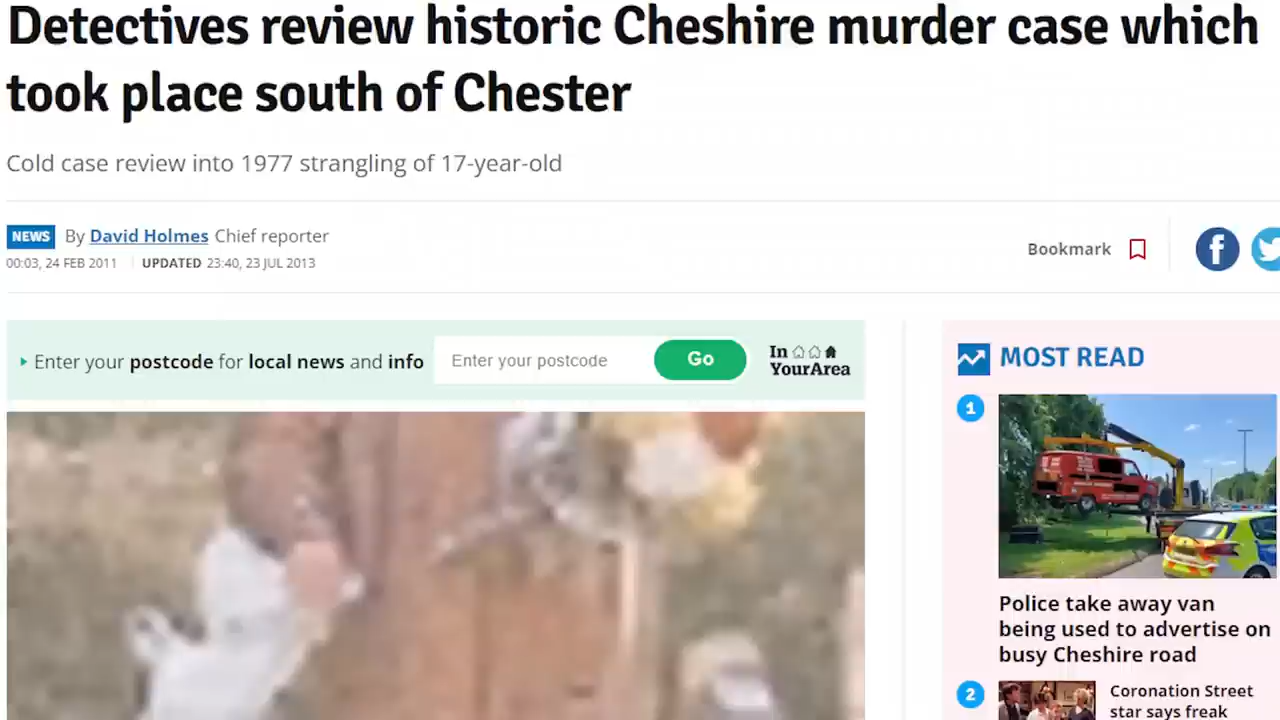 Detectives review historic Cheshire murder case which
took place south of Chester
Cold case review into 1977 strangling of 17-year-old
NEWS By David Holmes Chief reporter
00:03, 24 FEB 2011 UPDATED 23:40, 23 JUL 2013
Bookmark
Enter your postcode for local news and info
Enter your postcode
Go
In
YourArea
MOST READ
1
Police take away van
being used to advertise on
busy Cheshire road
2
Coronation Street
star says freak